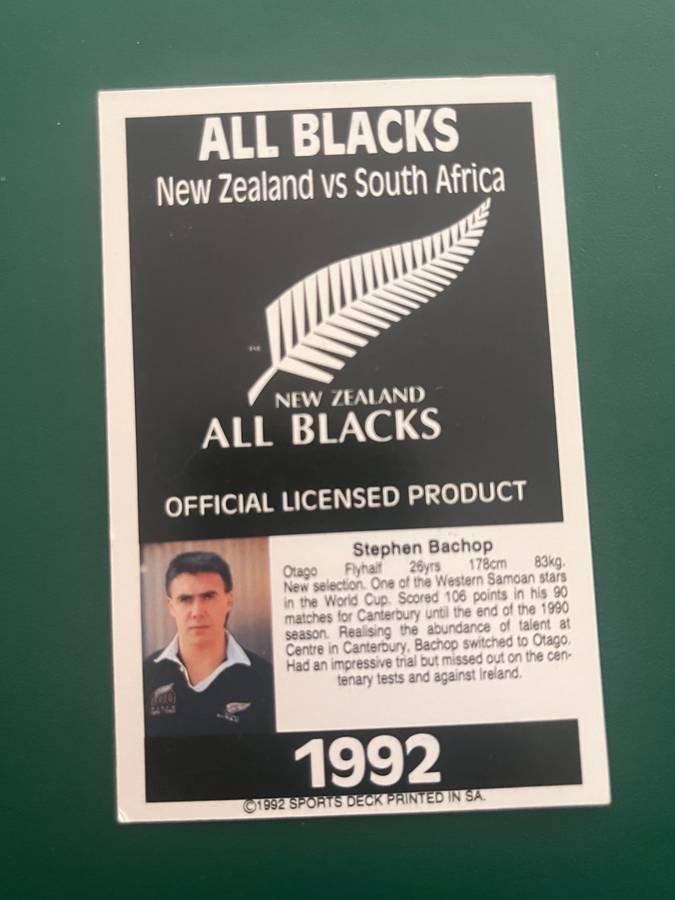 ALL BLACKS
New Zealand vs South Africa
TM
NEW ZEALAND
ALL BLACKS
OFFICIAL LICENSED PRODUCT
Stephen Bachop
Otago Flyhalf 26yrs 178cm 83kg.
New selection. One of the Western Samoan stars
in the World Cup. Scored 106 points in his 90
matches for Canterbury until the end of the 1990
season. Realising the abundance of talent at
Centre in Canterbury, Bachop switched to Otago.
Had an impressive trial but missed out on the cen-
tenary tests and against Ireland.
1992
©1992 SPORTS DECK PRINTED IN SA.